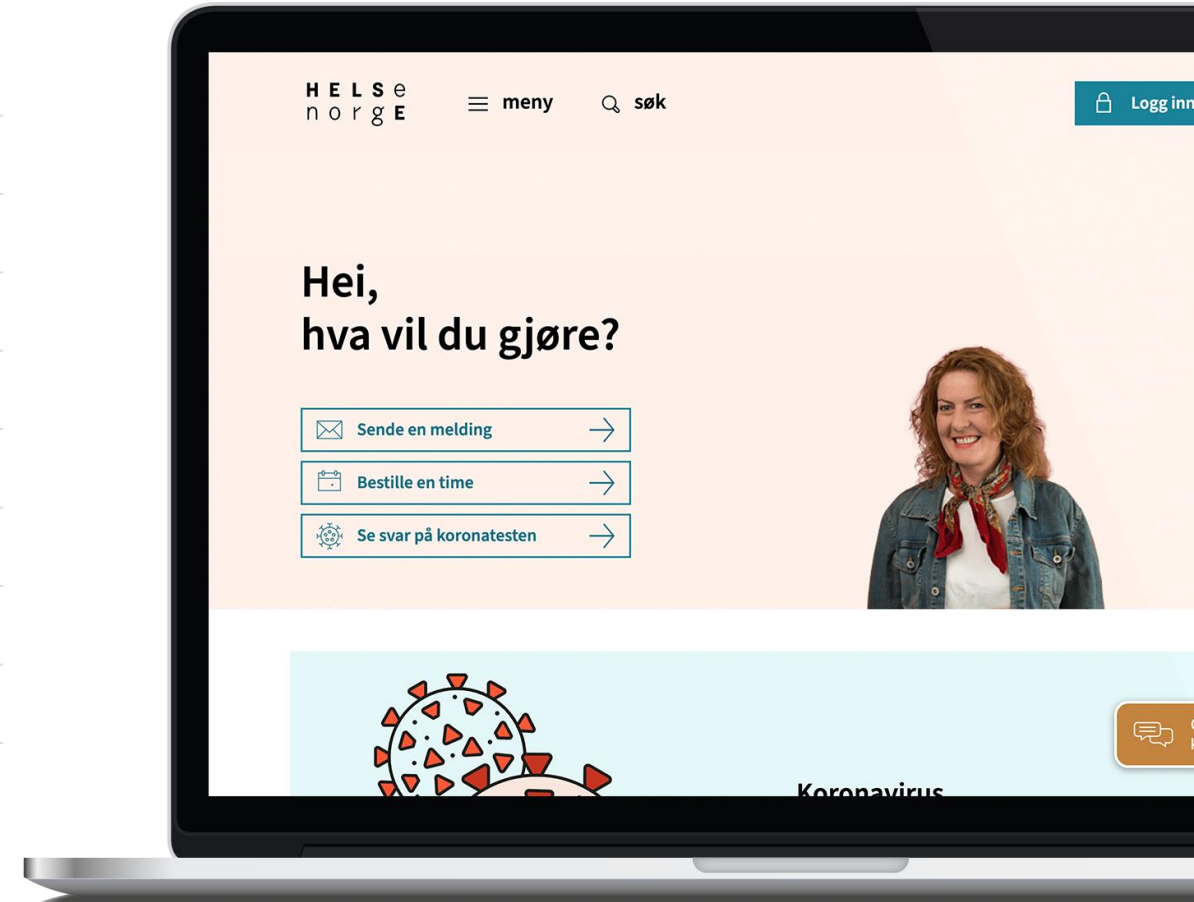 HELSe
norgE
meny
søk
Logg inn
Hei,
hva vil du gjøre?
Sende en melding
Bestille en time
Se svar på koronatesten
Koronavirus